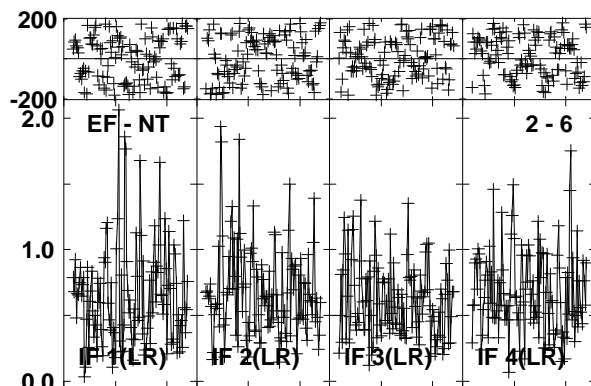 200
-200
2.0
EF - NT
2 - 6
1.0
IF 1(LR)
IF 2(LR)
IF 3(LR)
IF 4(LR)
0.0